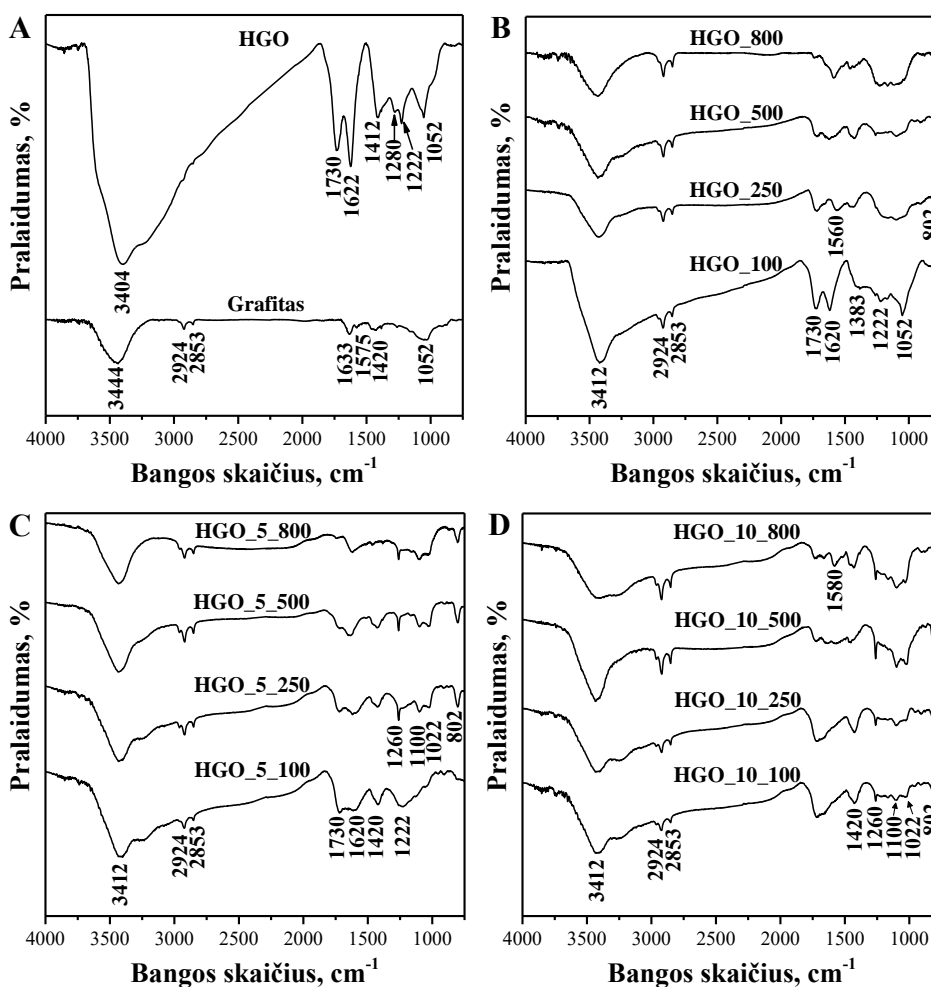 A
HGO
Pralaidumas, %
1730
1622
1412
1280
1222
1052
3404
Grafitas
3444
2924
2853
1633
1575
1420
1052
4000 3500 3000 2500 2000 1500 1000
Bangos skaičius, cm-1
B
HGO_800
HGO_500
HGO_250
HGO_100
Pralaidumas, %
1560
802
3412
2924
2853
1730
1620
1383
1222
1052
4000 3500 3000 2500 2000 1500 1000
Bangos skaičius, cm-1
C
HGO_5_800
HGO_5_500
HGO_5_250
HGO_5_100
Pralaidumas, %
1260
1100
1022
802
3412
2924
2853
1730
1620
1420
1222
4000 3500 3000 2500 2000 1500 1000
Bangos skaičius, cm-1
D
HGO_10_800
HGO_10_500
HGO_10_250
HGO_10_100
Pralaidumas, %
1580
3412
2924
2853
1420
1260
1100
1022
802
4000 3500 3000 2500 2000 1500 1000
Bangos skaičius, cm-1